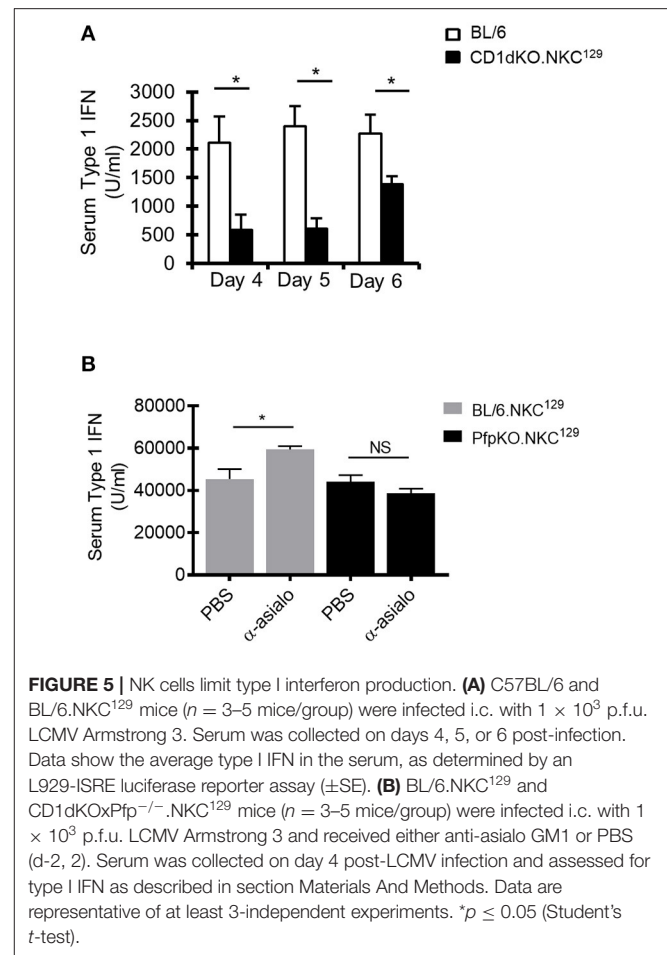 A
BL/6
CD1dKO.NKC¹²⁹
Serum Type 1 IFN
(U/ml)
3000
2500
2000
1500
1000
500
0
*
*
*
Day 4
Day 5
Day 6
B
BL/6.NKC¹²⁹
PfpKO.NKC¹²⁹
Serum Type 1 IFN
(U/ml)
80000
60000
40000
20000
0
*
NS
PBS
α-asialo
PBS
α-asialo
FIGURE 5 | NK cells limit type I interferon production. (A) C57BL/6 and
BL/6.NKC¹²⁹ mice (n = 3–5 mice/group) were infected i.c. with 1 × 10³ p.f.u.
LCMV Armstrong 3. Serum was collected on days 4, 5, or 6 post-infection.
Data show the average type I IFN in the serum, as determined by an
L929-ISRE luciferase reporter assay (±SE). (B) BL/6.NKC¹²⁹ and
CD1dKOxPfp⁻/⁻.NKC¹²⁹ mice (n = 3–5 mice/group) were infected i.c. with 1
× 10³ p.f.u. LCMV Armstrong 3 and received either anti-asialo GM1 or PBS
(d-2, 2). Serum was collected on day 4 post-LCMV infection and assessed for
type I IFN as described in section Materials And Methods. Data are
representative of at least 3-independent experiments. *p ≤ 0.05 (Student's
t-test).